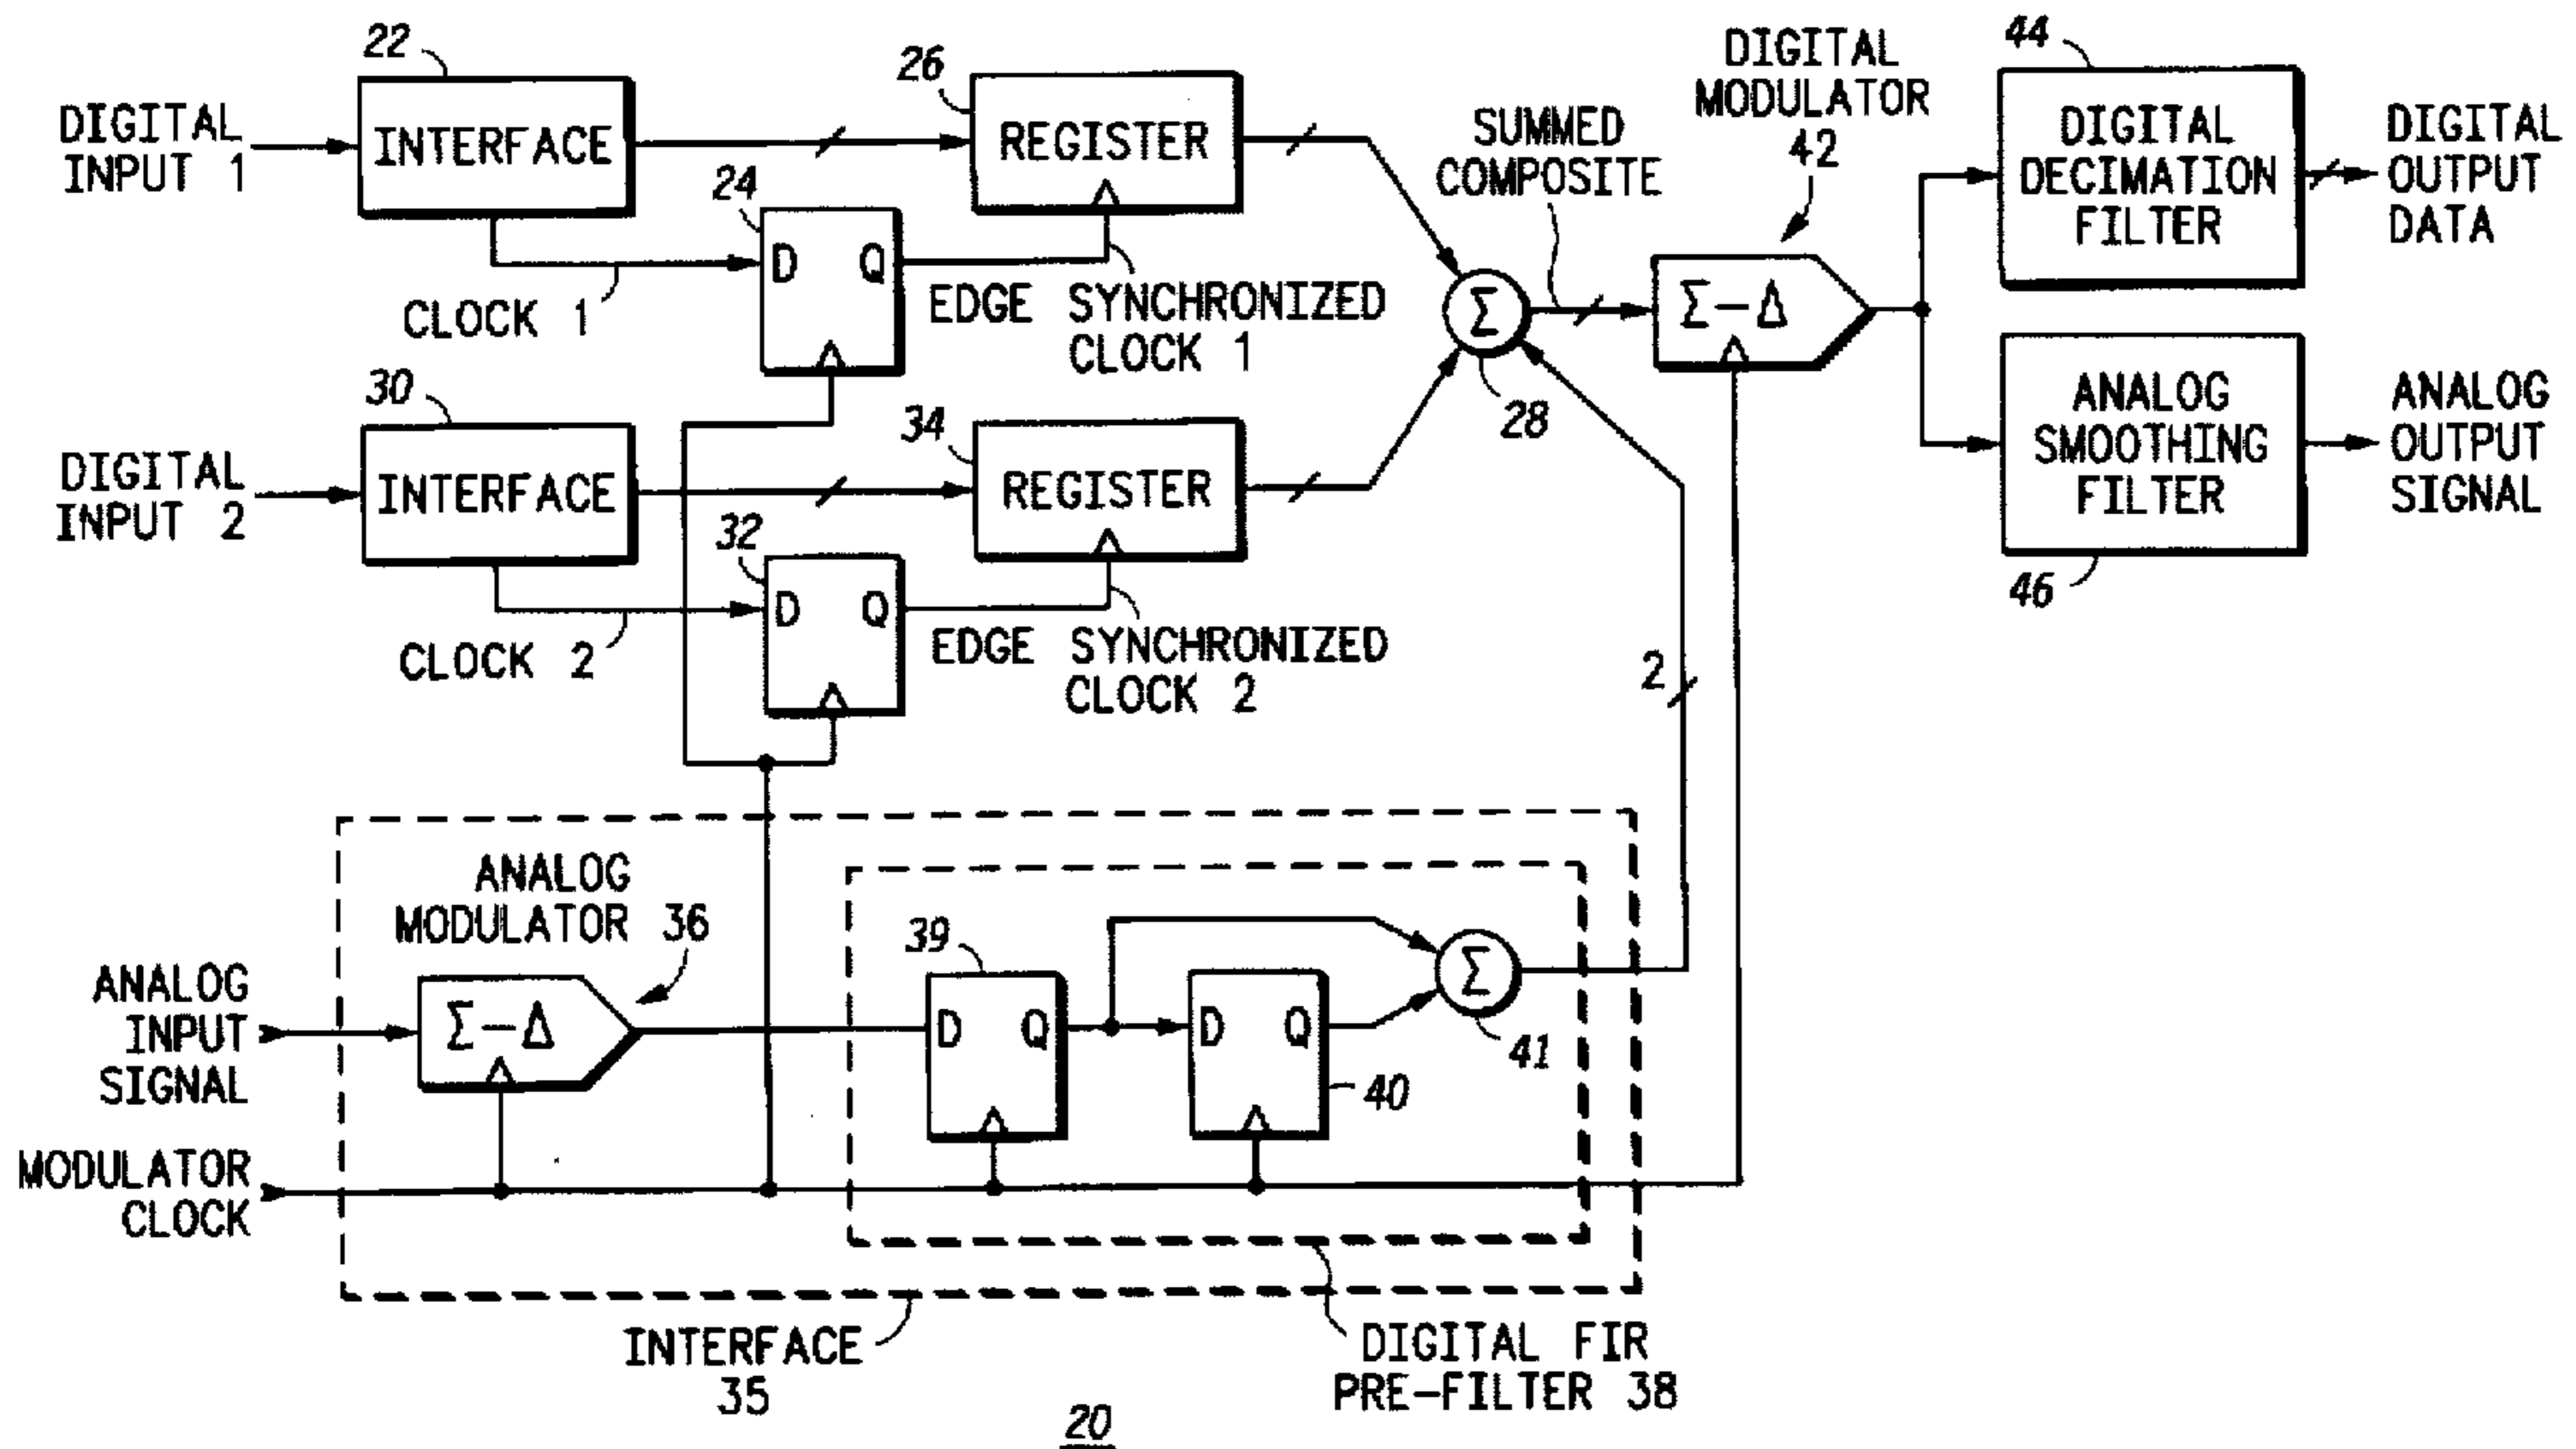 22
DIGITAL
INPUT 1
INTERFACE
CLOCK 1
24
D Q
26
REGISTER
EDGE SYNCHRONIZED
CLOCK 1
30
DIGITAL
INPUT 2
INTERFACE
CLOCK 2
32
D Q
34
REGISTER
EDGE SYNCHRONIZED
CLOCK 2
Σ
28
SUMMED
COMPOSITE
DIGITAL
MODULATOR
42
Σ-Δ
44
DIGITAL
DECIMATION
FILTER
DIGITAL
OUTPUT
DATA
ANALOG
SMOOTHING
FILTER
46
ANALOG
OUTPUT
SIGNAL
2
ANALOG
MODULATOR 36
ANALOG
INPUT
SIGNAL
Σ-Δ
MODULATOR
CLOCK
39
D Q
D Q
40
Σ
41
INTERFACE
35
DIGITAL FIR
PRE-FILTER 38
20